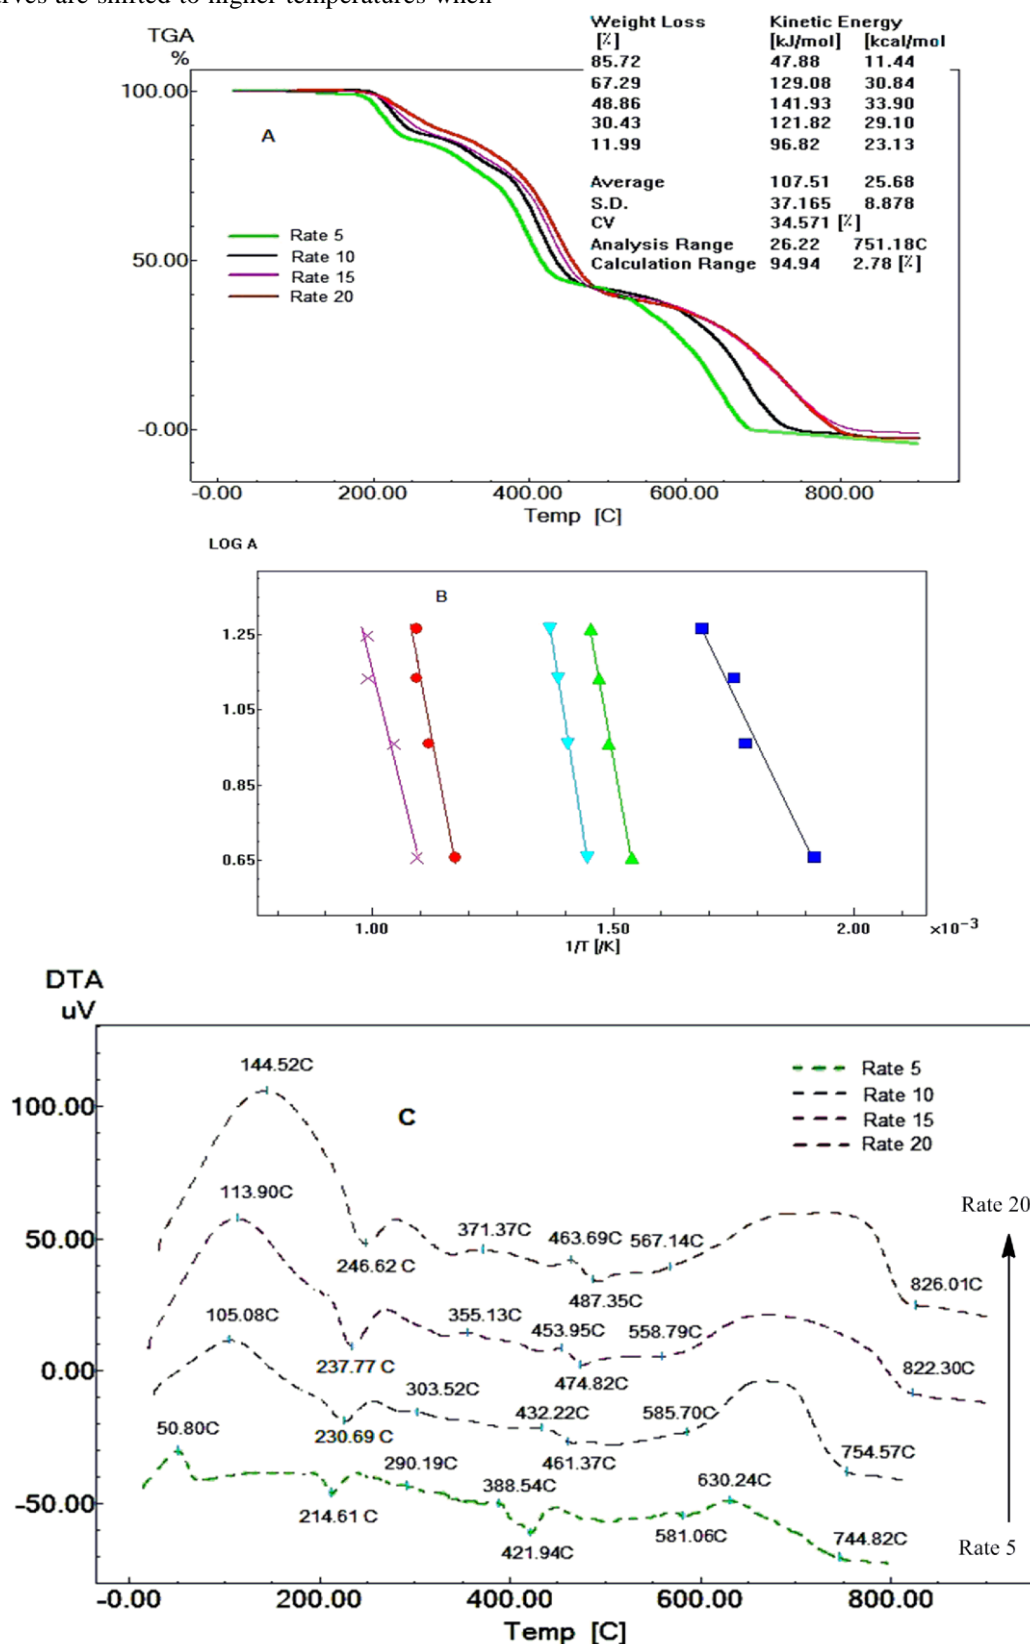 rves are shifted to higher temperatures when
TGA
%
Weight Loss Kinetic Energy
[%] [kJ/mol] [kcal/mol
85.72 47.88 11.44
67.29 129.08 30.84
48.86 141.93 33.90
30.43 121.82 29.10
11.99 96.82 23.13
Average 107.51 25.68
S.D. 37.165 8.878
CV 34.571 [%]
Analysis Range 26.22 751.18C
Calculation Range 94.94 2.78 [%]
A
Rate 5
Rate 10
Rate 15
Rate 20
100.00
50.00
-0.00
-0.00 200.00 400.00 600.00 800.00
Temp [C]
LOG A
B
1.25
1.05
0.85
0.65
1.00 1.50 2.00 ×10⁻³
1/T [/K]
DTA
uV
C
Rate 5
Rate 10
Rate 15
Rate 20
100.00
50.00
0.00
-50.00
144.52C
246.62 C
371.37C
463.69C
487.35C
567.14C
826.01C
113.90C
237.77 C
355.13C
453.95C
474.82C
558.79C
822.30C
105.08C
230.69 C
303.52C
432.22C
461.37C
585.70C
754.57C
50.80C
214.61 C
290.19C
388.54C
421.94C
581.06C
630.24C
744.82C
Rate 20
Rate 5
-0.00 200.00 400.00 600.00 800.00
Temp [C]